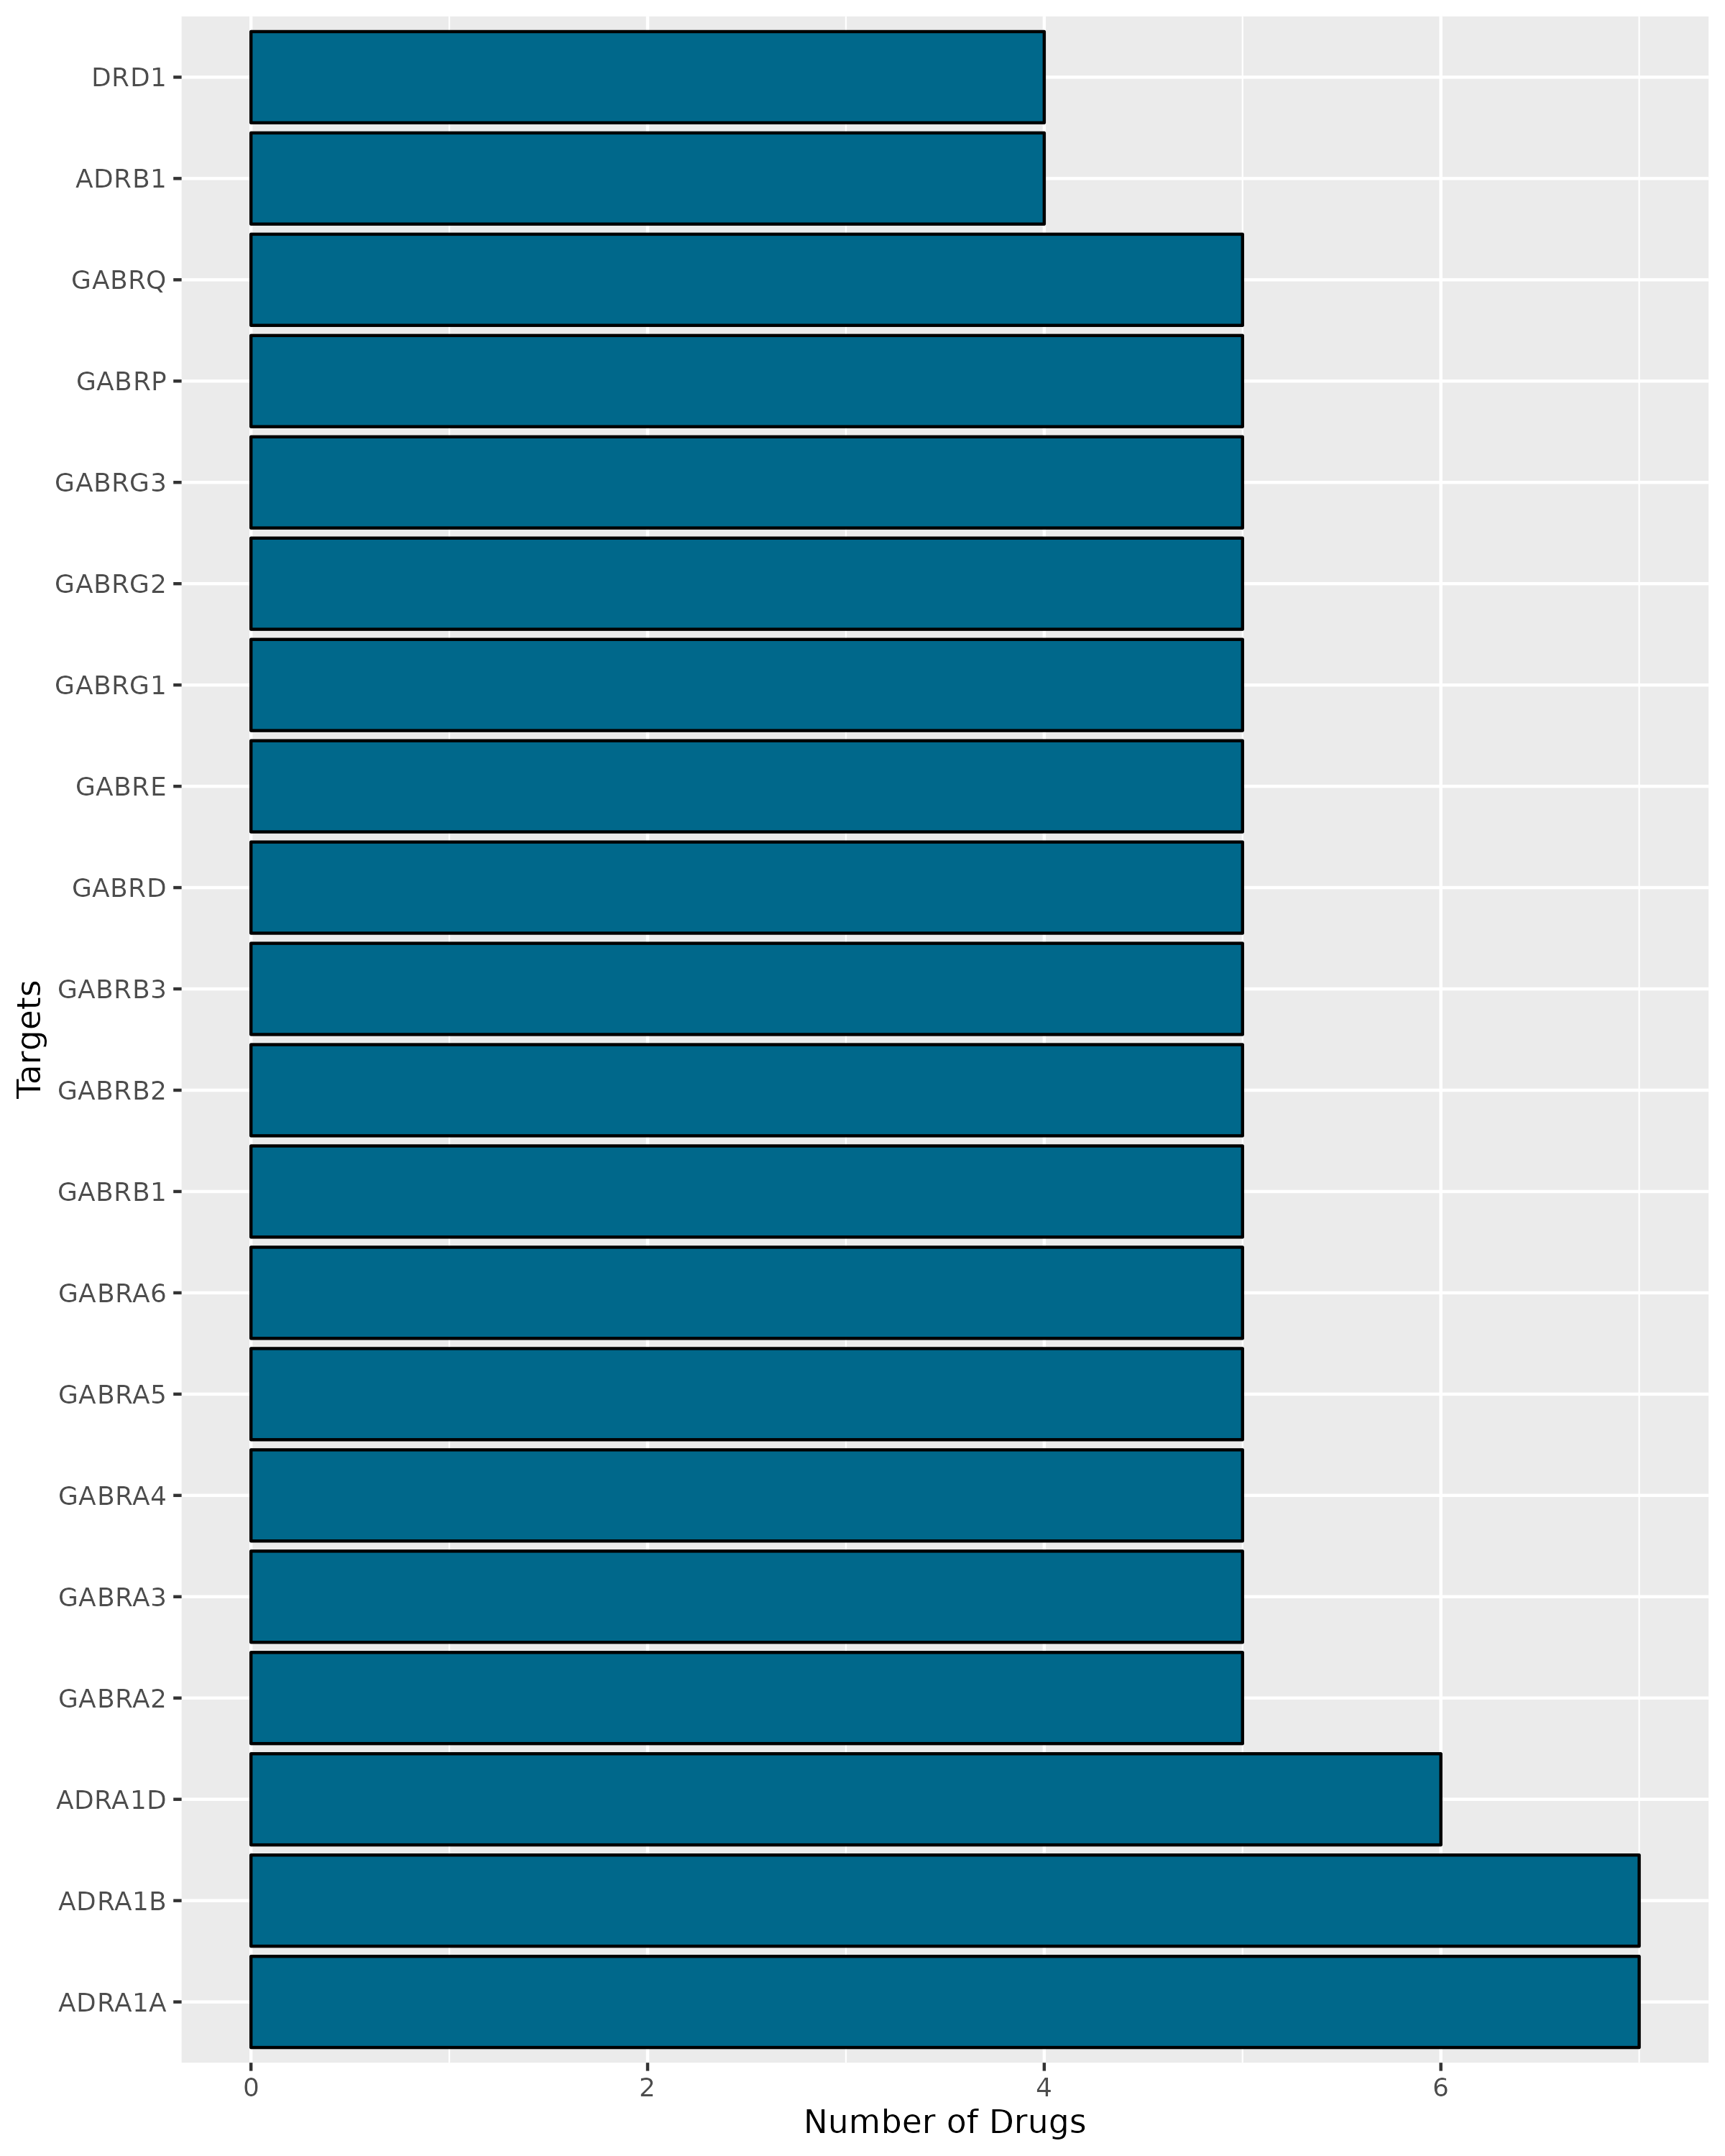 DRD1
ADRB1
GABRQ
GABRP
GABRG3
GABRG2
GABRG1
GABRE
GABRD
GABRB3
GABRB2
GABRB1
GABRA6
GABRA5
GABRA4
GABRA3
GABRA2
ADRA1D
ADRA1B
ADRA1A
Targets
0 2 4 6
Number of Drugs